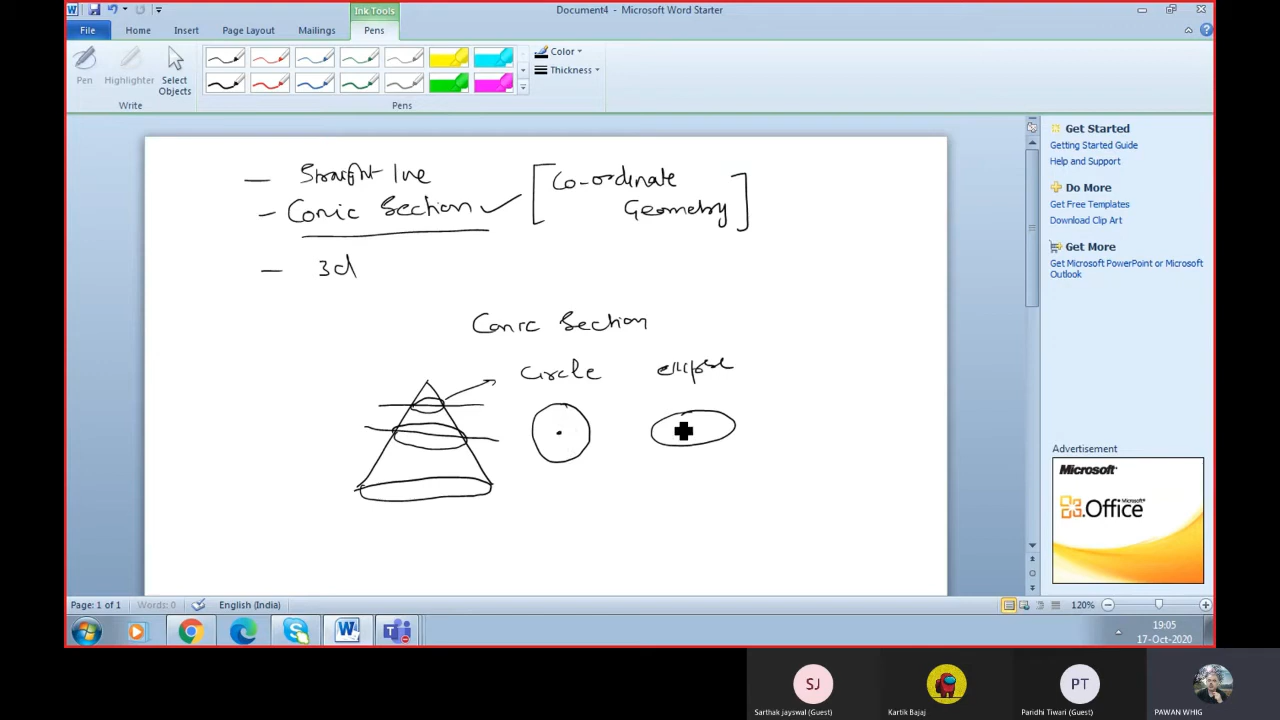 Document4 - Microsoft Word Starter
Ink Tools
File Home Insert Page Layout Mailings Pens
Pen Highlighter Select Objects
Color
Thickness
Write Pens
— Straight line
— Conic Section ✓ [Co-ordinate
Geometry]
— 3d
Conic Section
Circle ellipse
Get Started
Getting Started Guide
Help and Support
Do More
Get Free Templates
Download Clip Art
Get More
Get Microsoft PowerPoint or Microsoft
Outlook
Advertisement
Microsoft
Microsoft
Office
Page: 1 of 1 Words: 0 English (India) 120%
19:05
17-Oct-2020
SJ PT
Sarthak jayswal (Guest) Kartik Bajaj Paridhi Tiwari (Guest) PAWAN WHIG